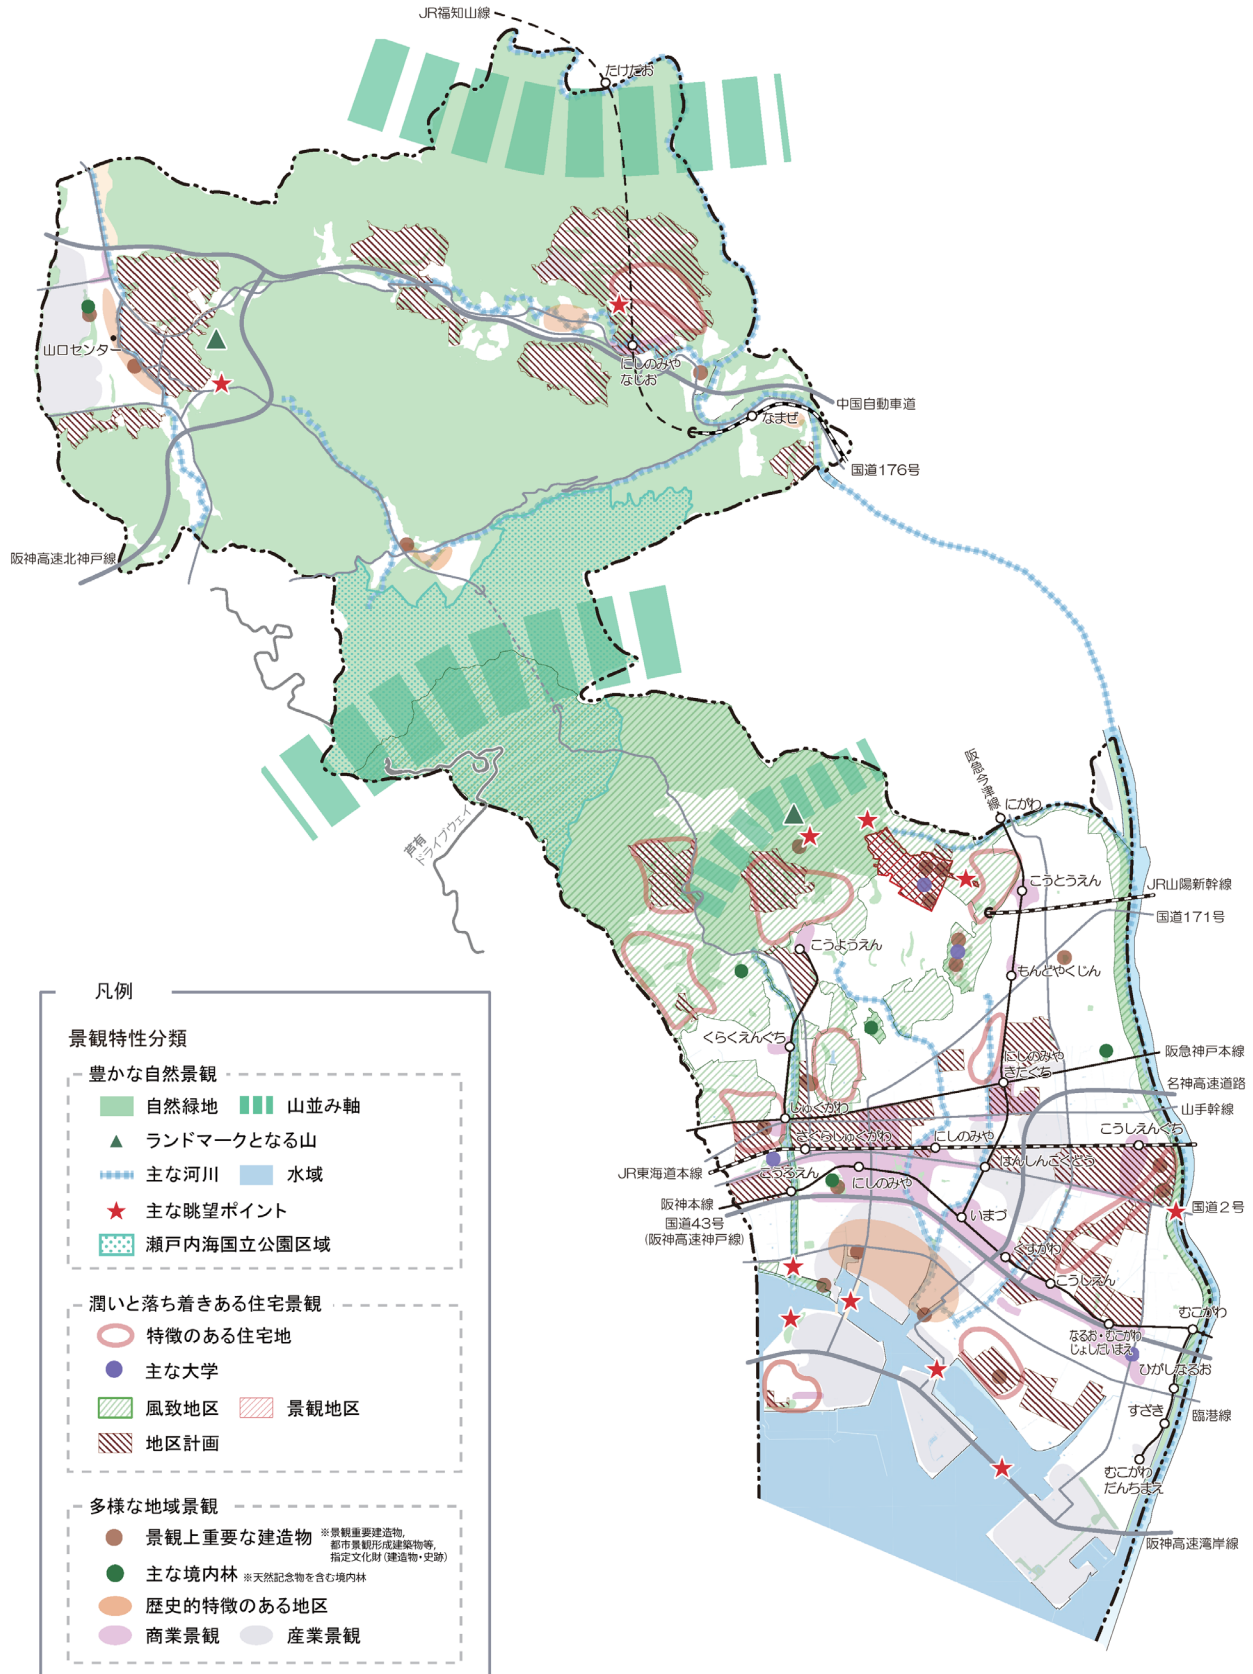 JR福知山線
たけだお
山口センター
にしのみや
なじお
中国自動車道
なまぜ
国道176号
阪神高速北神戸線
芦有
ドライブウェイ
阪急今津線
にがわ
こうとうえん
JR山陽新幹線
国道171号
こうようえん
もんどやくじん
くらくえんぐち
にしのみや
きたぐち
阪急神戸本線
名神高速道路
山手幹線
しゅくがわ
さくらしゅくがわ
にしのみや
こうしえんぐち
JR東海道本線
こうろえん
にしのみや
はんしんこくどう
阪神本線
国道43号
(阪神高速神戸線)
いまづ
国道2号
くすがわ
こうしえん
むこがわ
なるお・むこがわ
じょしだいまえ
ひがしなるお
すざき
臨港線
むこがわ
だんちまえ
阪神高速湾岸線
凡例
景観特性分類
豊かな自然景観
自然緑地
山並み軸
ランドマークとなる山
主な河川
水域
主な眺望ポイント
瀬戸内海国立公園区域
潤いと落ち着きある住宅景観
特徴のある住宅地
主な大学
風致地区
景観地区
地区計画
多様な地域景観
景観上重要な建造物
※景観重要建造物,
都市景観形成建築物等,
指定文化財(建造物・史跡)
主な境内林
※天然記念物を含む境内林
歴史的特徴のある地区
商業景観
産業景観